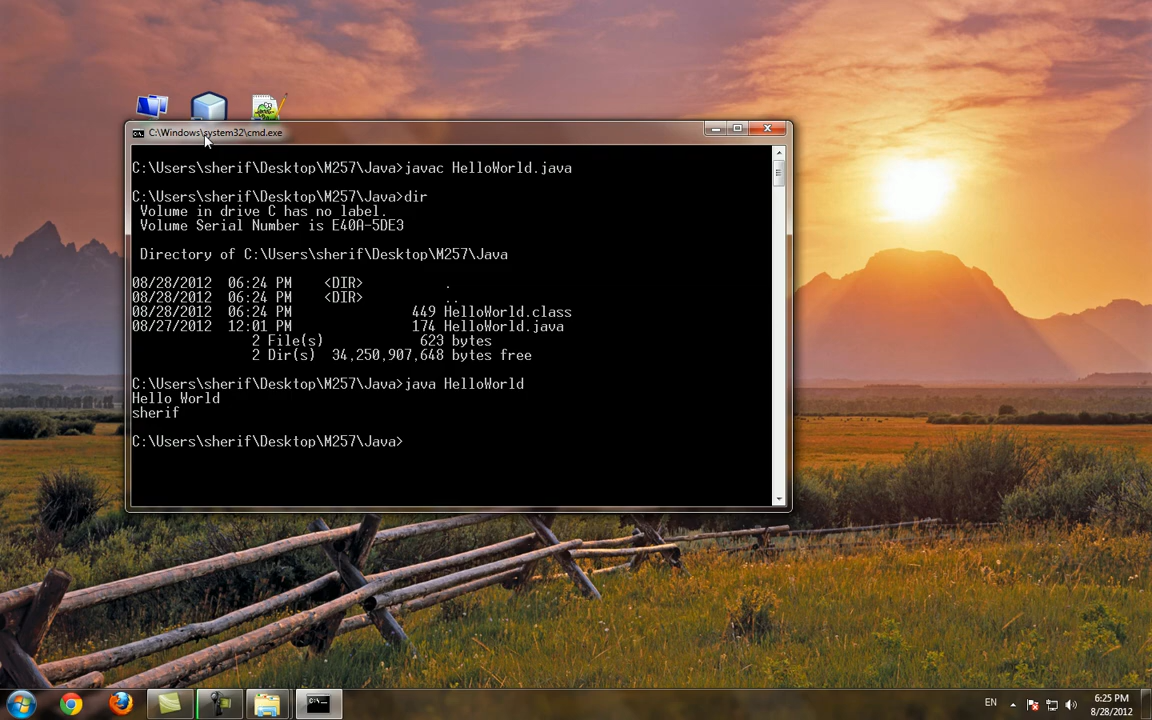 C:\Windows\system32\cmd.exe
C:\Users\sherif\Desktop\M257\Java>javac HelloWorld.java
C:\Users\sherif\Desktop\M257\Java>dir
Volume in drive C has no label.
Volume Serial Number is E40A-5DE3
Directory of C:\Users\sherif\Desktop\M257\Java
08/28/2012 06:24 PM <DIR> .
08/28/2012 06:24 PM <DIR> ..
08/28/2012 06:24 PM 449 HelloWorld.class
08/27/2012 12:01 PM 174 HelloWorld.java
2 File(s) 623 bytes
2 Dir(s) 34,250,907,648 bytes free
C:\Users\sherif\Desktop\M257\Java>java HelloWorld
Hello World
sherif
C:\Users\sherif\Desktop\M257\Java>
EN
6:25 PM
8/28/2012